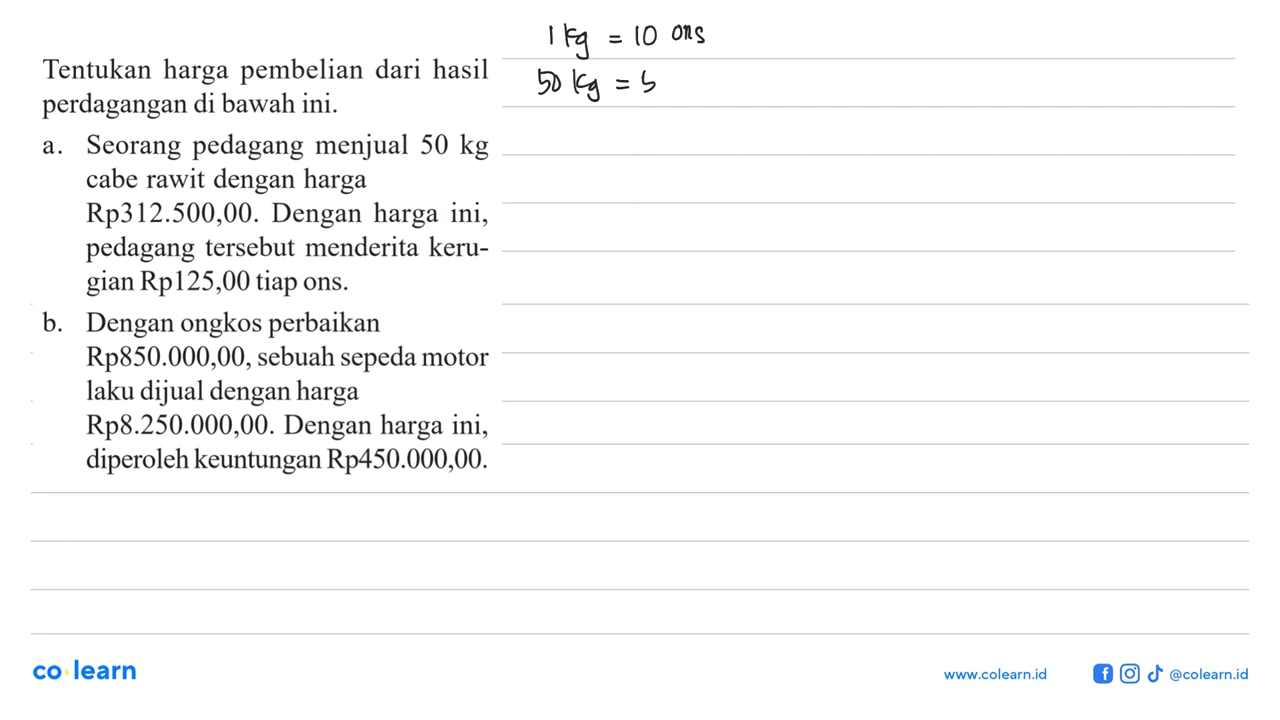 Tentukan harga pembelian dari hasil
perdagangan di bawah ini.
a. Seorang pedagang menjual 50 kg
cabe rawit dengan harga
Rp312.500,00. Dengan harga ini,
pedagang tersebut menderita keru-
gian Rp125,00 tiap ons.
b. Dengan ongkos perbaikan
Rp850.000,00, sebuah sepeda motor
laku dijual dengan harga
Rp8.250.000,00. Dengan harga ini,
diperoleh keuntungan Rp450.000,00.
1 kg = 10 ons
50 kg = 5
co learn
www.colearn.id
@colearn.id